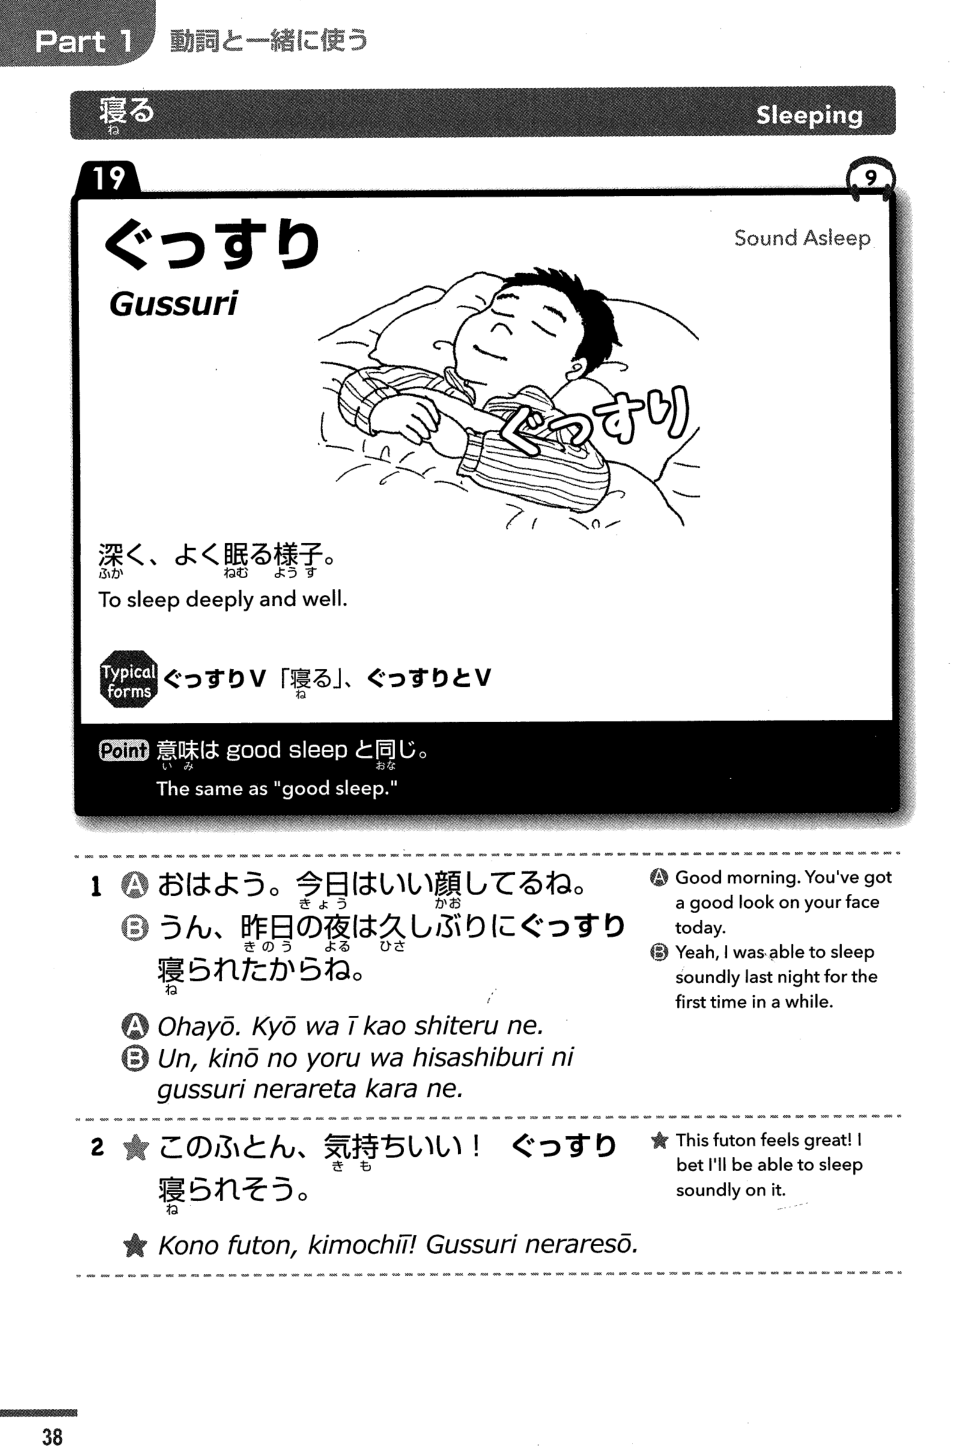 Part 1 動詞と一緒に使う
寝る
ね
Sleeping
19
9
ぐっすり
Sound Asleep
Gussuri
ぐっすり
深く、よく眠る様子。
ふか ねむ よう す
To sleep deeply and well.
Typical forms ぐっすりV「寝る」、ぐっすりとV
ね
Point 意味は good sleep と同じ。
い み おな
The same as "good sleep."
1 A おはよう。今日はいい顔してるね。
きょう かお
B うん、昨日の夜は久しぶりにぐっすり
きのう よる ひさ
寝られたからね。
ね
A Ohayō. Kyō wa ī kao shiteru ne.
B Un, kinō no yoru wa hisashiburi ni
gussuri nerareta kara ne.
A Good morning. You've got
a good look on your face
today.
B Yeah, I was able to sleep
soundly last night for the
first time in a while.
2 ★ このふとん、気持ちいい！ ぐっすり
き も
寝られそう。
ね
★ Kono futon, kimochīī! Gussuri neraresō.
★ This futon feels great! I
bet I'll be able to sleep
soundly on it.
38